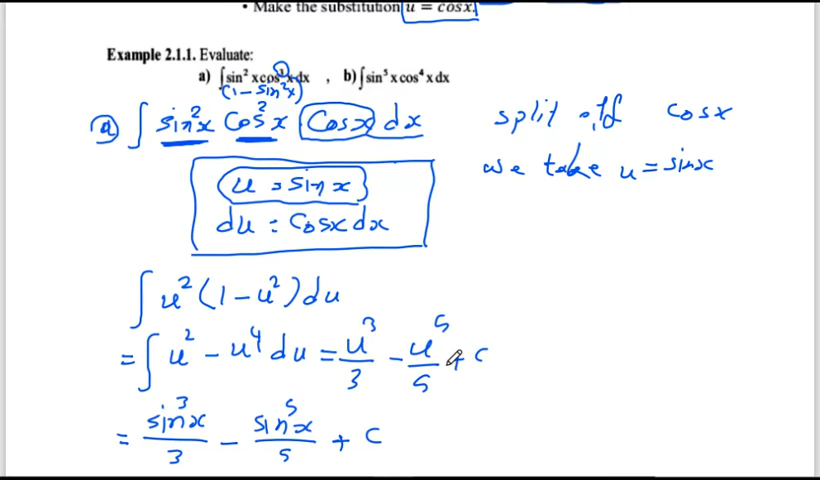 • Make the substitution u = cosx.
Example 2.1.1. Evaluate:
a) ∫sin² x cos³ x dx , b) ∫sin⁵ x cos⁴ x dx
(1 - sin²x)
ⓐ ∫ sin²x cos²x cosx dx split off cosx
u = sin x we take u = sinx
du = cosx dx
∫ u² (1 - u²) du
= ∫ u² - u⁴ du = u³/3 - u⁵/5 + c
= sin³x/3 - sin⁵x/5 + c